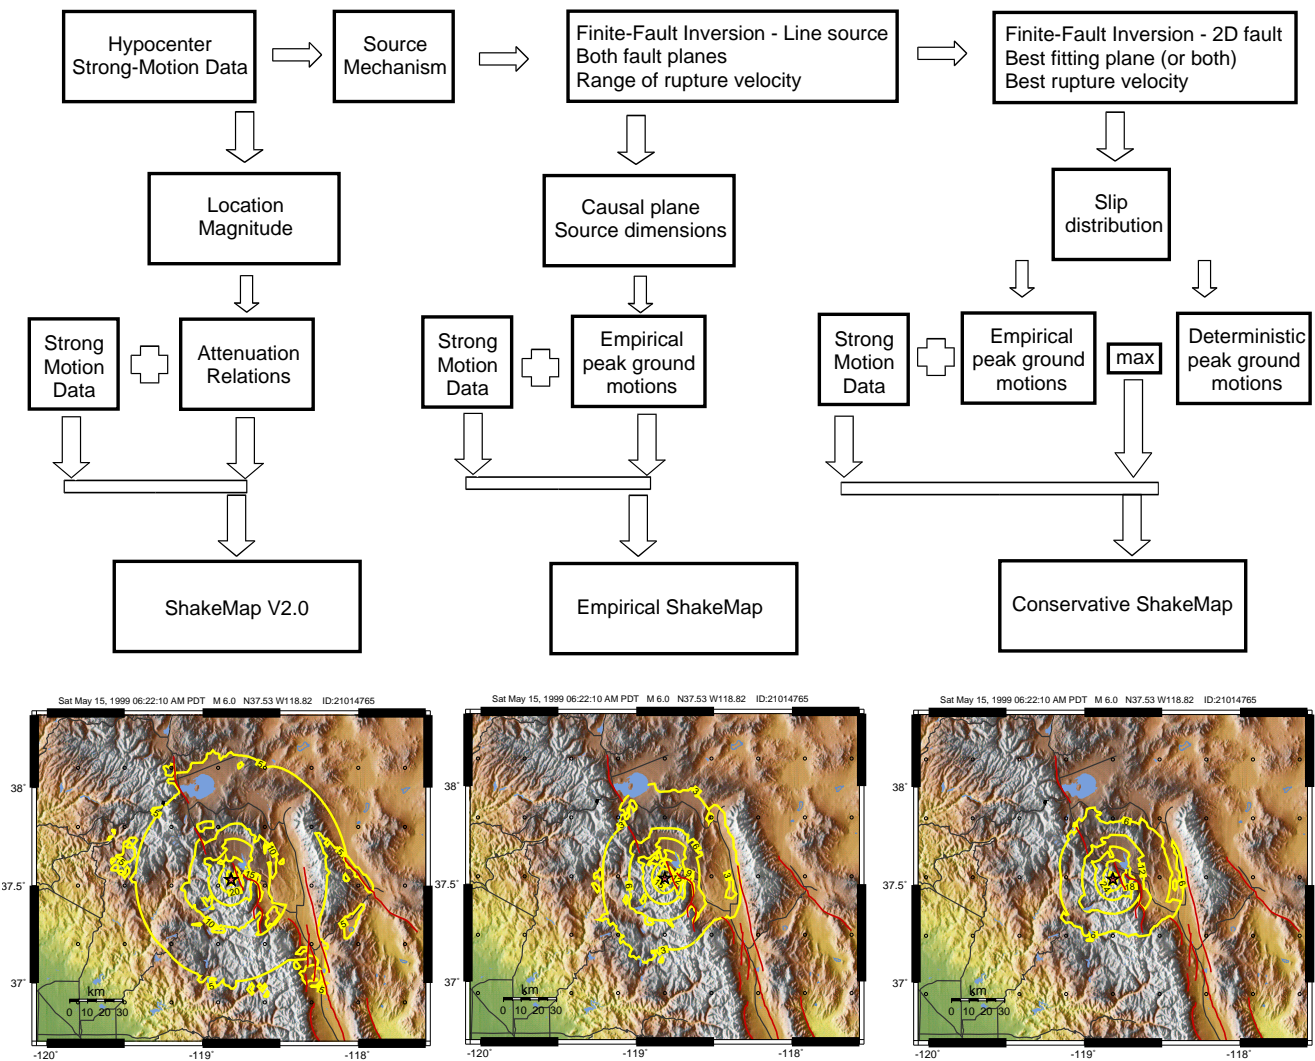 Hypocenter
Strong-Motion Data
Source
Mechanism
Finite-Fault Inversion - Line source
Both fault planes
Range of rupture velocity
Finite-Fault Inversion - 2D fault
Best fitting plane (or both)
Best rupture velocity
Location
Magnitude
Causal plane
Source dimensions
Slip
distribution
Strong
Motion
Data
Attenuation
Relations
Strong
Motion
Data
Empirical
peak ground
motions
Strong
Motion
Data
Empirical
peak ground
motions
max
Deterministic
peak ground
motions
ShakeMap V2.0
Empirical ShakeMap
Conservative ShakeMap
Sat May 15, 1999 06:22:10 AM PDT M 6.0 N37.53 W118.82 ID:21014765
38°
37.5°
37°
km
0 10 20 30
-120°
-119°
-118°
Sat May 15, 1999 06:22:10 AM PDT M 6.0 N37.53 W118.82 ID:21014765
38°
37.5°
37°
km
0 10 20 30
-120°
-119°
-118°
Sat May 15, 1999 06:22:10 AM PDT M 6.0 N37.53 W118.82 ID:21014765
38°
37.5°
37°
km
0 10 20 30
-120°
-119°
-118°